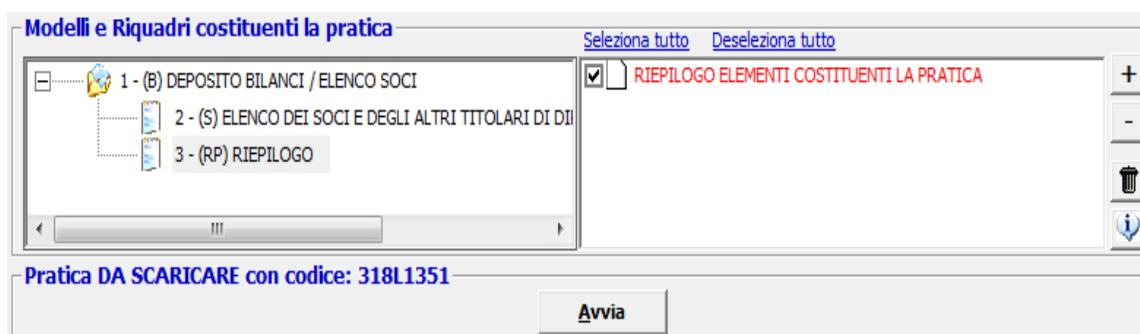 Modelli e Riquadri costituenti la pratica
Seleziona tutto Deseleziona tutto
1 - (B) DEPOSITO BILANCI / ELENCO SOCI
2 - (S) ELENCO DEI SOCI E DEGLI ALTRI TITOLARI DI
3 - (RP) RIEPILOGO
RIEPILOGO ELEMENTI COSTITUENTI LA PRATICA
Pratica DA SCARICARE con codice: 318L1351
Avvia